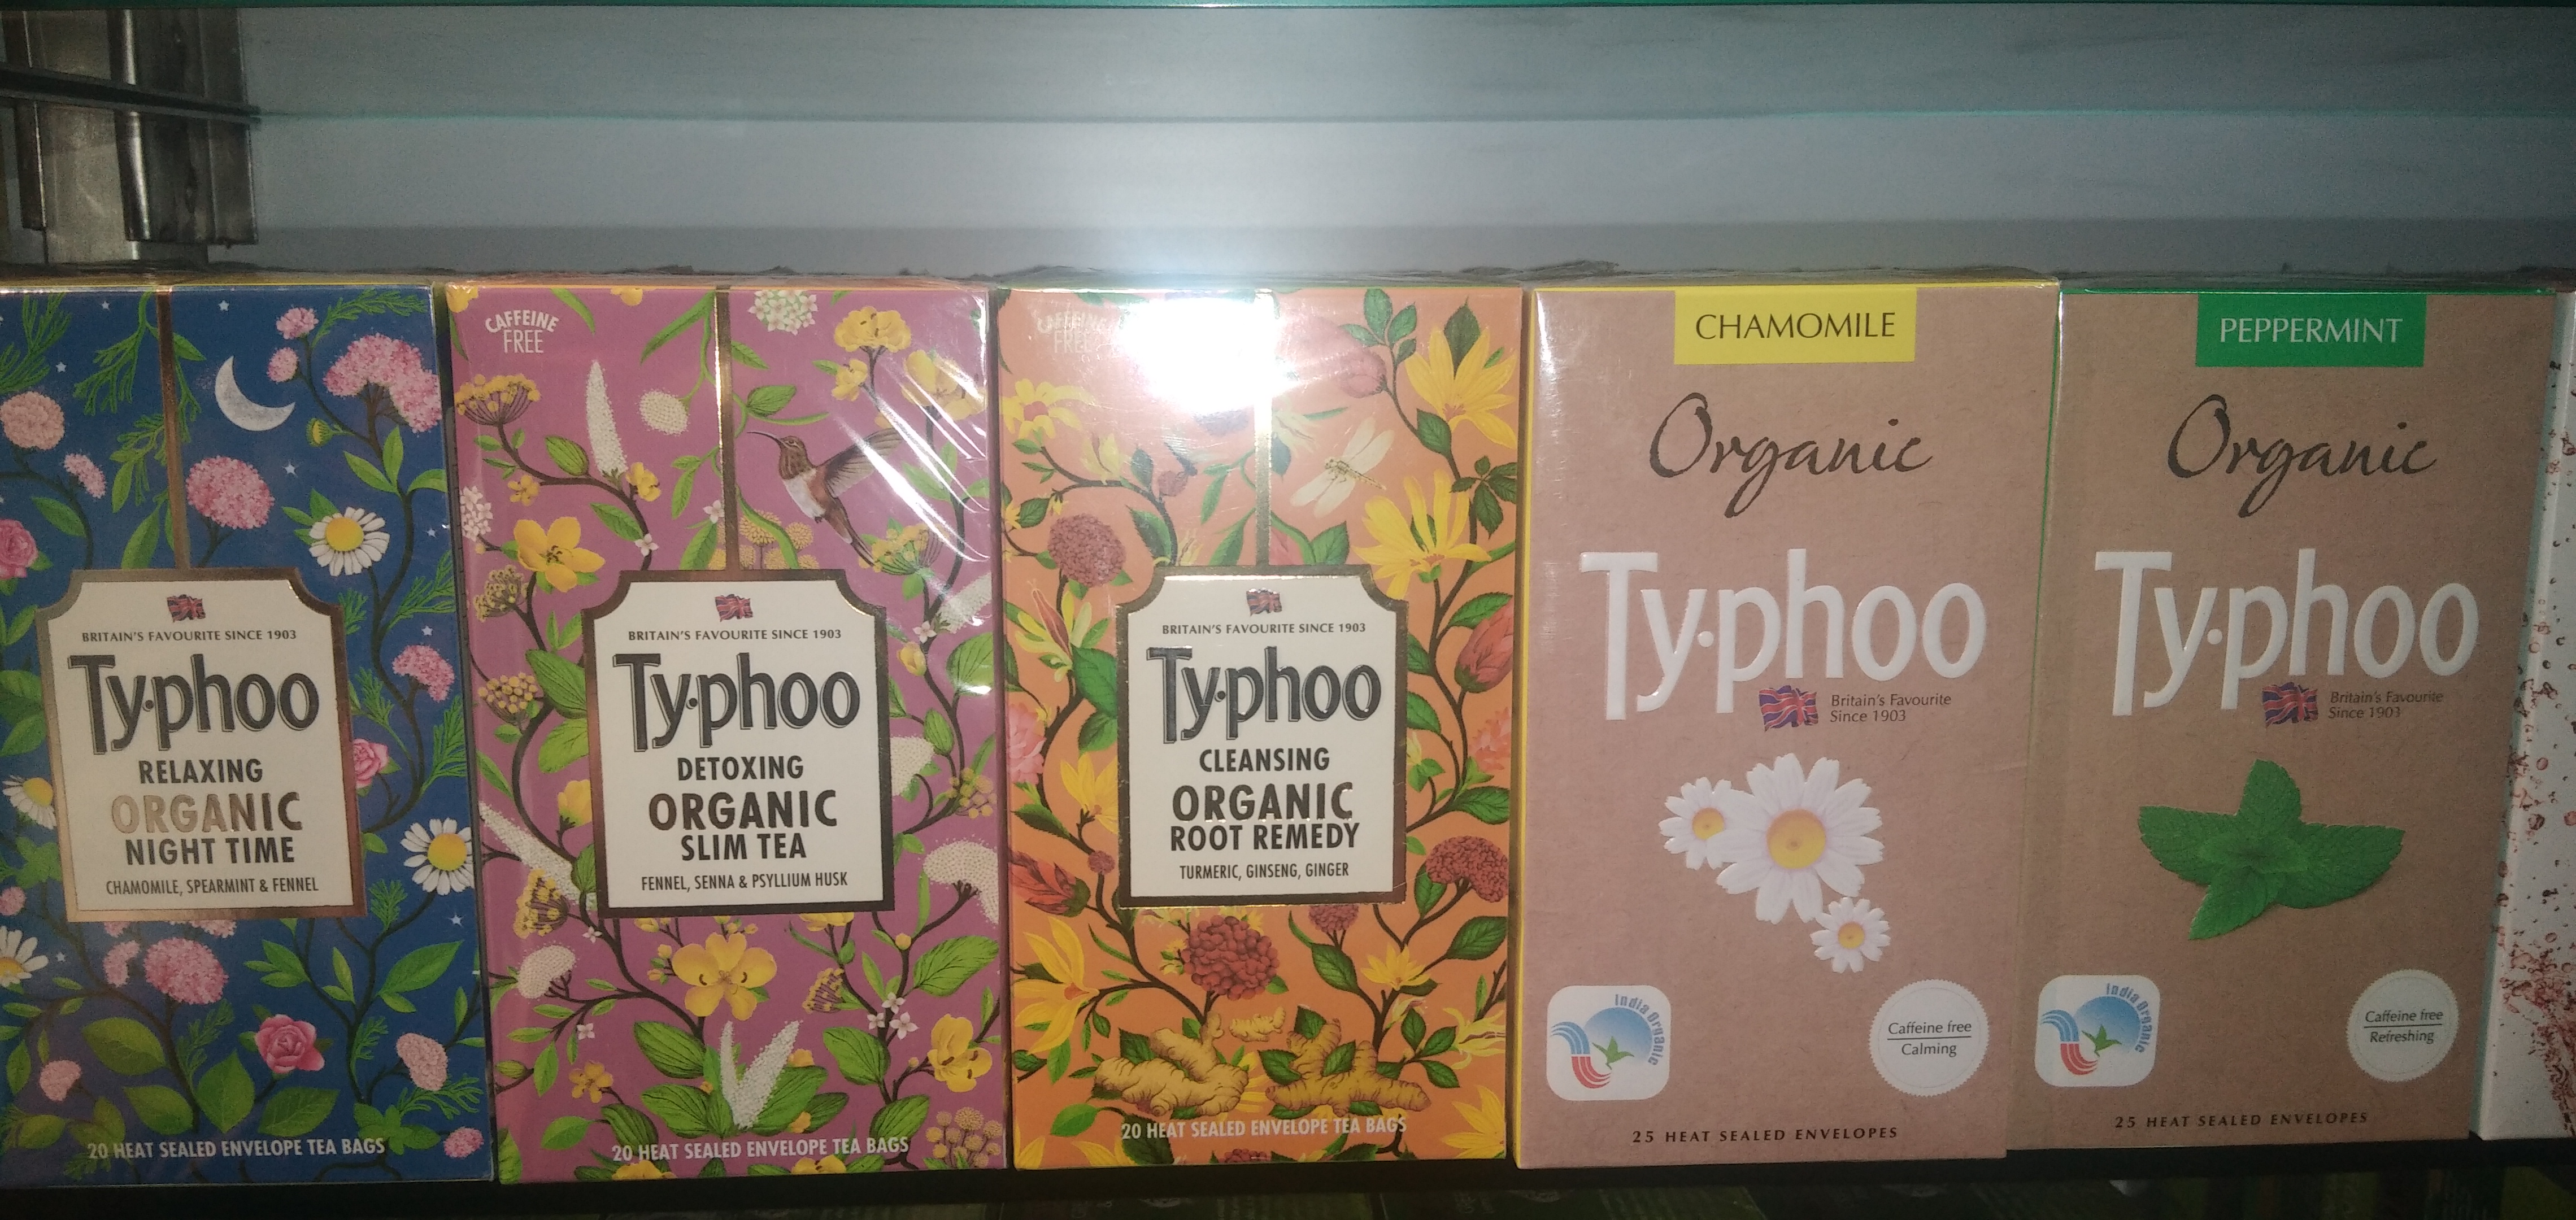 BRITAIN'S FAVOURITE SINCE 1903
Ty·phoo
RELAXING
ORGANIC
NIGHT TIME
CHAMOMILE, SPEARMINT & FENNEL
20 HEAT SEALED ENVELOPE TEA BAGS
CAFFEINE
FREE
BRITAIN'S FAVOURITE SINCE 1903
Ty·phoo
DETOXING
ORGANIC
SLIM TEA
FENNEL, SENNA & PSYLLIUM HUSK
20 HEAT SEALED ENVELOPE TEA BAGS
CAFFEINE
FREE
BRITAIN'S FAVOURITE SINCE 1903
Ty·phoo
CLEANSING
ORGANIC
ROOT REMEDY
TURMERIC, GINSENG, GINGER
20 HEAT SEALED ENVELOPE TEA BAGS
CHAMOMILE
Organic
Ty·phoo
Britain's Favourite
Since 1903
India Organic
Caffeine free
Calming
25 HEAT SEALED ENVELOPES
PEPPERMINT
Organic
Ty·phoo
Britain's Favourite
Since 1903
India Organic
Caffeine free
Refreshing
25 HEAT SEALED ENVELOPES